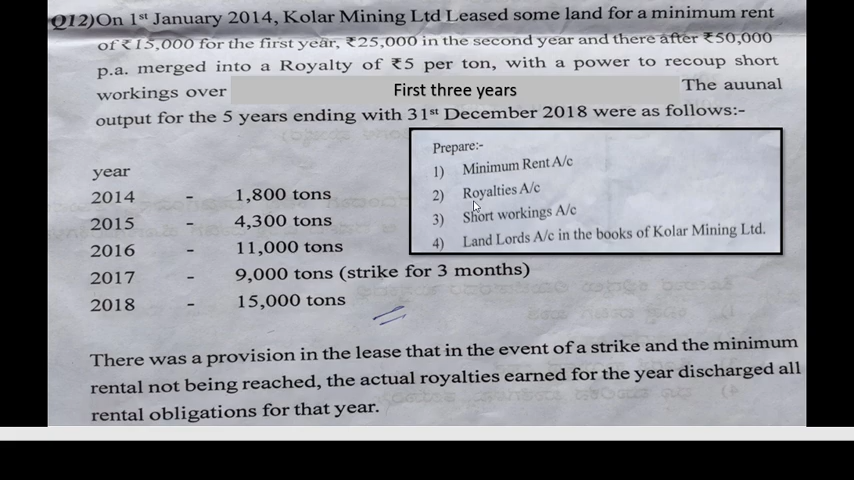 Q12)On 1st January 2014, Kolar Mining Ltd Leased some land for a minimum rent
of ₹15,000 for the first year, ₹25,000 in the second year and there after ₹50,000
p.a. merged into a Royalty of ₹5 per ton, with a power to recoup short
workings over First three years The auunal
output for the 5 years ending with 31st December 2018 were as follows:-
Prepare:-
1) Minimum Rent A/c
2) Royalties A/c
3) Short workings A/c
4) Land Lords A/c in the books of Kolar Mining Ltd.
year
2014 - 1,800 tons
2015 - 4,300 tons
2016 - 11,000 tons
2017 - 9,000 tons (strike for 3 months)
2018 - 15,000 tons
There was a provision in the lease that in the event of a strike and the minimum
rental not being reached, the actual royalties earned for the year discharged all
rental obligations for that year.